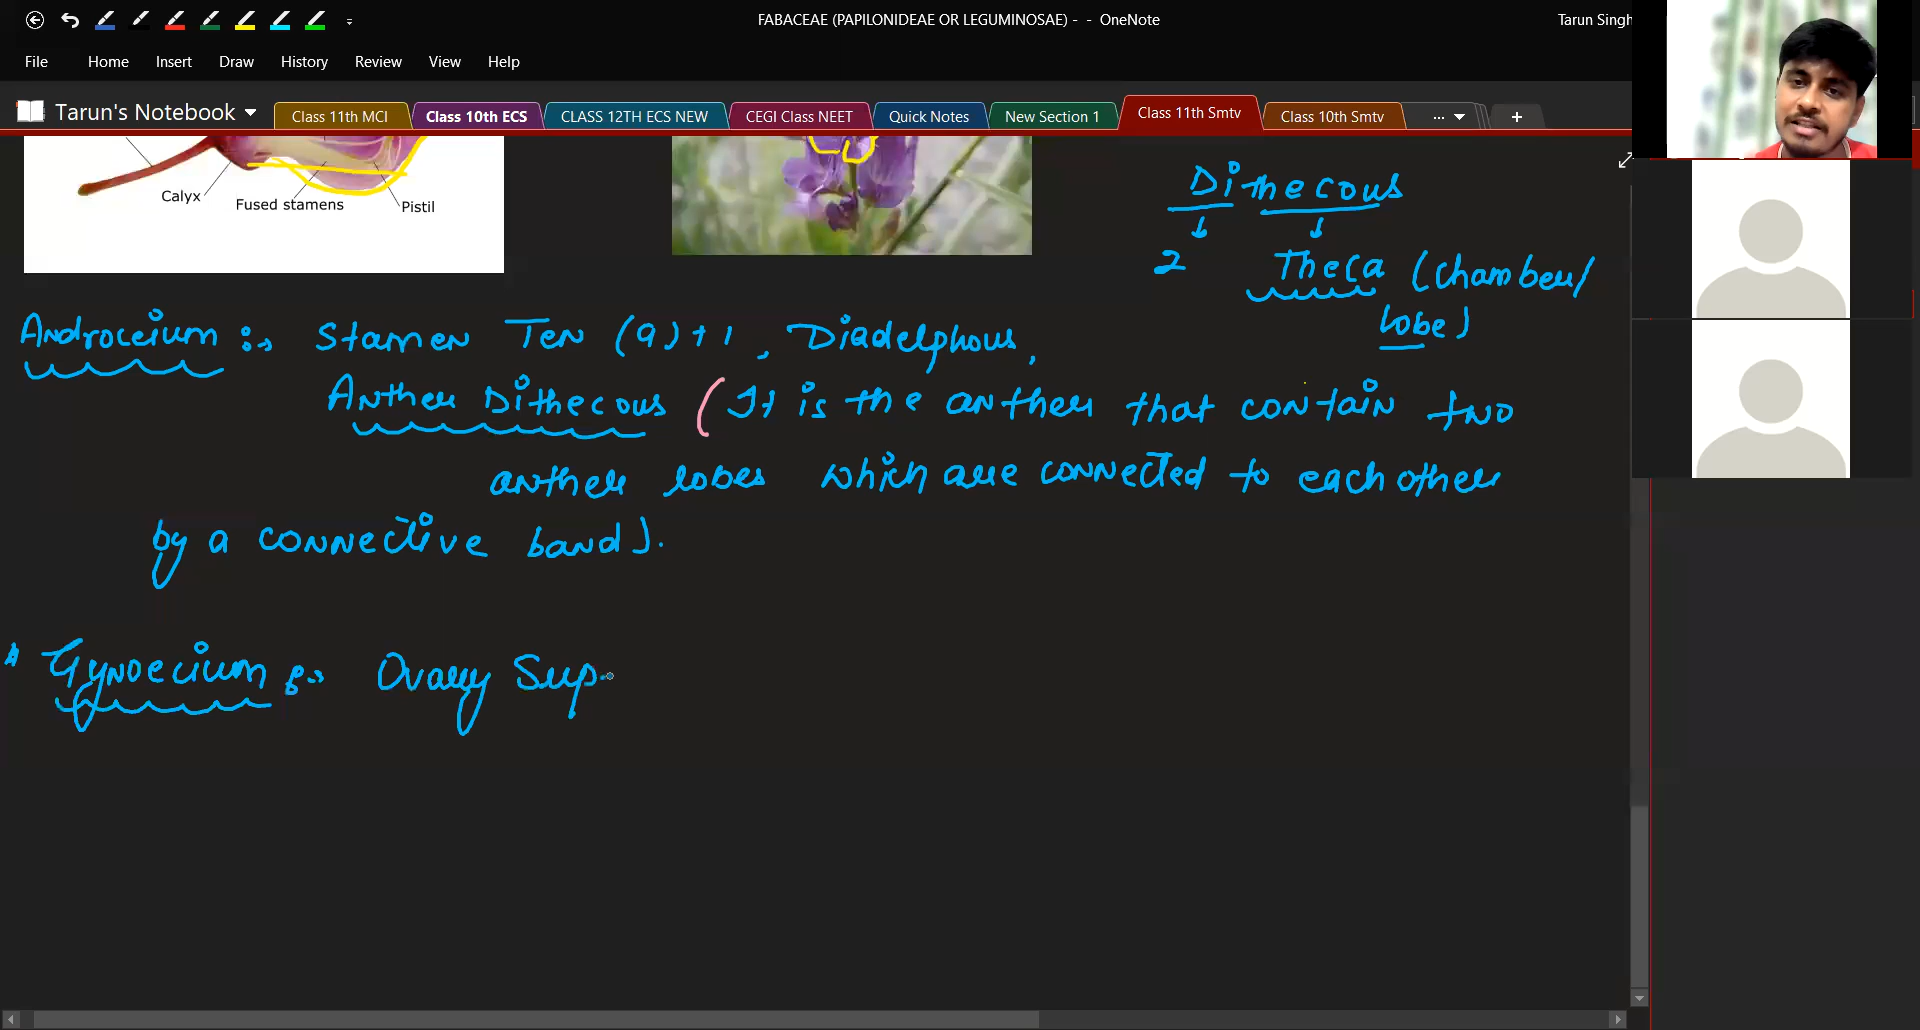 FABACEAE (PAPILONIDEAE OR LEGUMINOSAE) - - OneNote
Tarun Singh
File Home Insert Draw History Review View Help
Tarun's Notebook
Class 11th MCI Class 10th ECS CLASS 12TH ECS NEW CEGI Class NEET Quick Notes New Section 1 Class 11th Smtv Class 10th Smtv ... +
Calyx
Fused stamens
Pistil
Dithecous
2 Theca (chamber/
lobe)
Androceium :- Stamen Ten (9)+1, Diadelphous,
Anther Dithecous (It is the anther that contain two
anther lobes which are connected to each other
by a connective band).
Gynoecium :- Ovary Sup